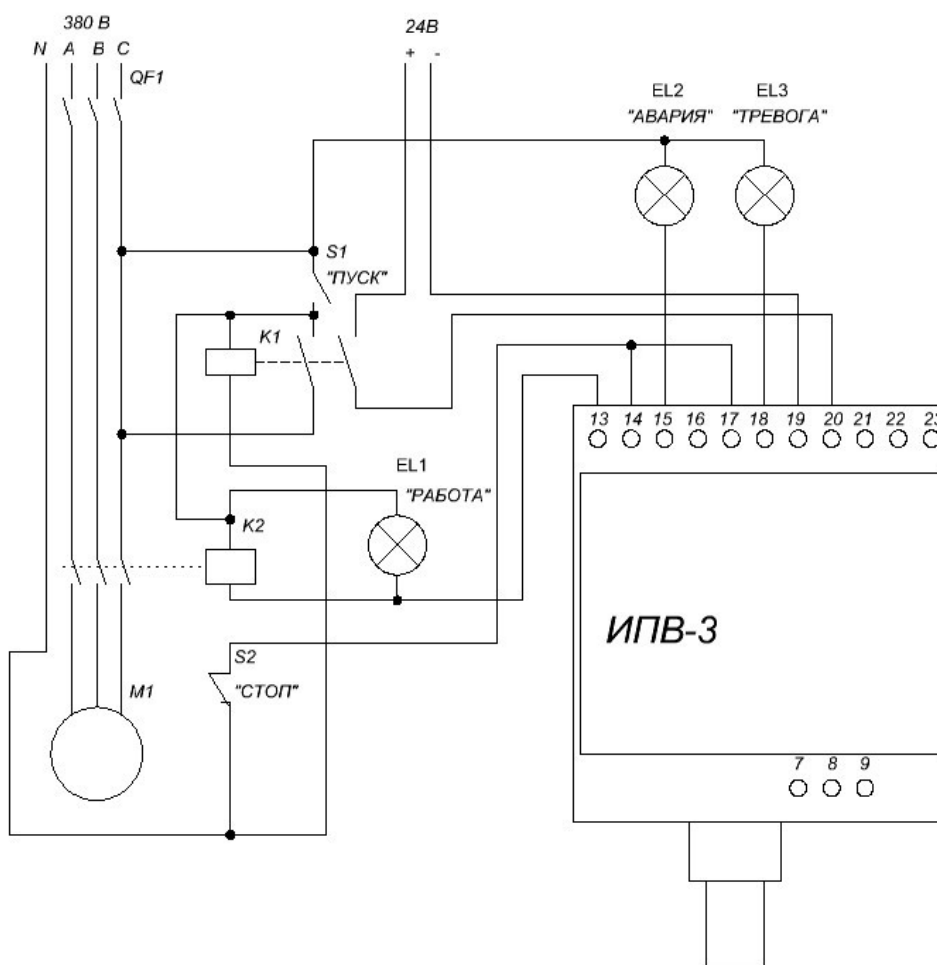 380 В
24В
N A B C
+ -
QF1
EL2
"АВАРИЯ"
EL3
"ТРЕВОГА"
S1
"ПУСК"
K1
13 14 15 16 17 18 19 20 21 22 23
EL1
"РАБОТА"
K2
ИПВ-3
S2
"СТОП"
M1
7 8 9